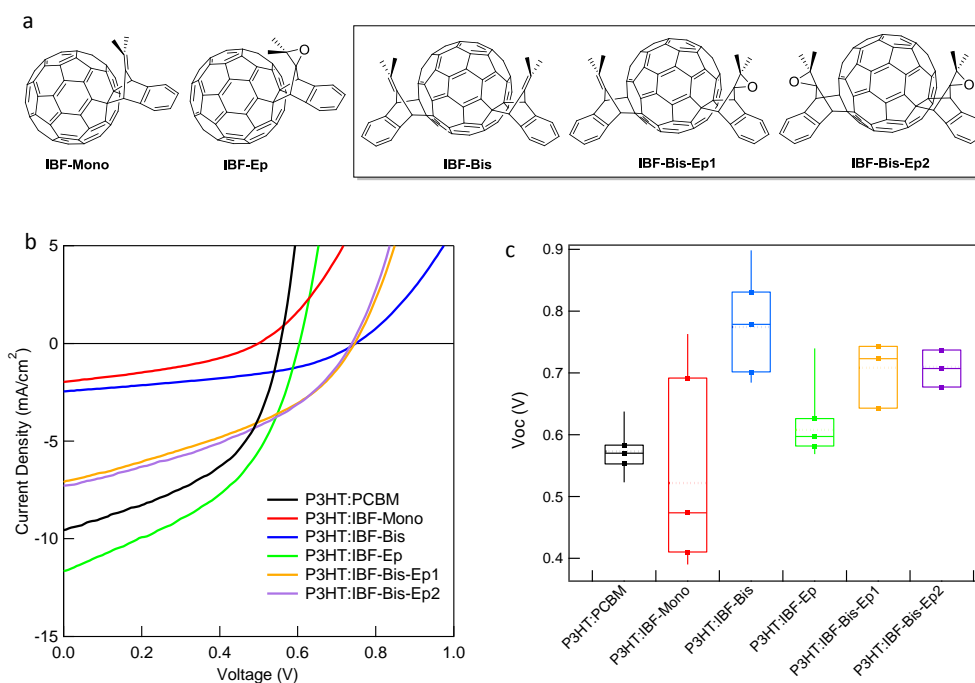 a
O
O
O
O
IBF-Mono
IBF-Ep
IBF-Bis
IBF-Bis-Ep1
IBF-Bis-Ep2
b
5
0
-5
-10
-15
Current Density (mA/cm²)
0.0 0.2 0.4 0.6 0.8 1.0
Voltage (V)
P3HT:PCBM
P3HT:IBF-Mono
P3HT:IBF-Bis
P3HT:IBF-Ep
P3HT:IBF-Bis-Ep1
P3HT:IBF-Bis-Ep2
c
0.9
0.8
0.7
0.6
0.5
0.4
Voc (V)
P3HT:PCBM
P3HT:IBF-Mono
P3HT:IBF-Bis
P3HT:IBF-Ep
P3HT:IBF-Bis-Ep1
P3HT:IBF-Bis-Ep2